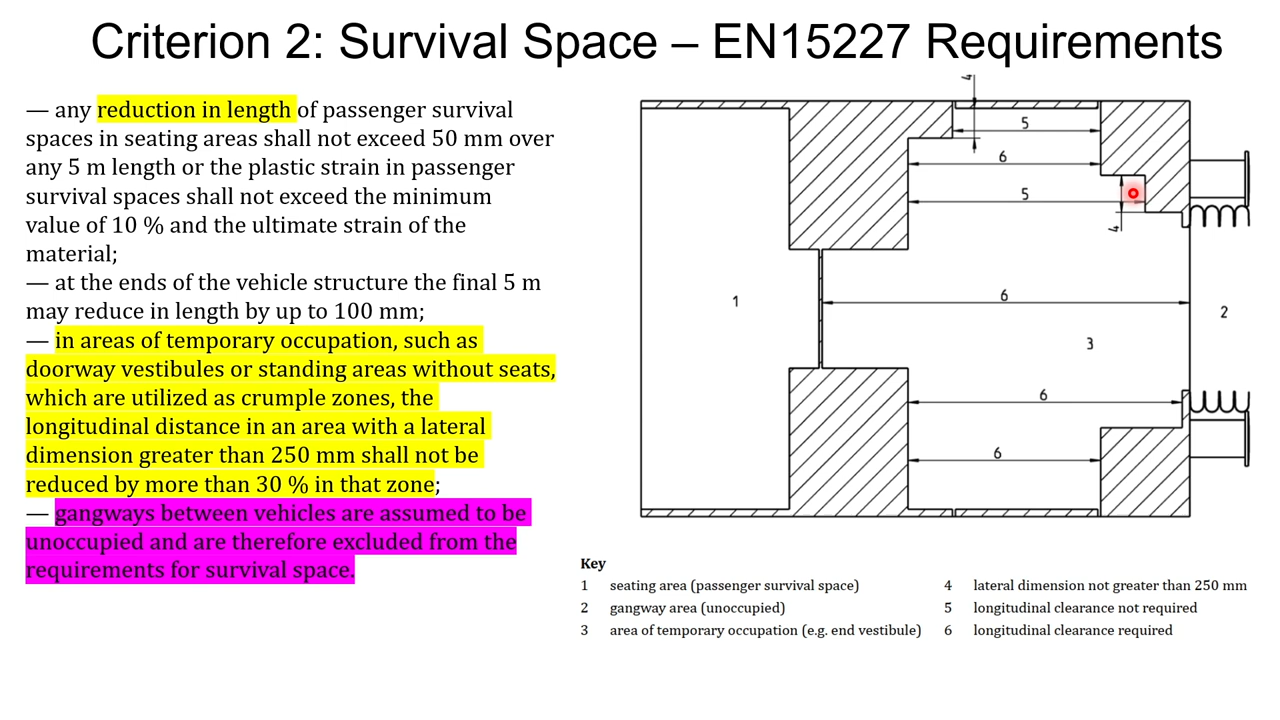 Criterion 2: Survival Space – EN15227 Requirements
— any reduction in length of passenger survival
spaces in seating areas shall not exceed 50 mm over
any 5 m length or the plastic strain in passenger
survival spaces shall not exceed the minimum
value of 10 % and the ultimate strain of the
material;
— at the ends of the vehicle structure the final 5 m
may reduce in length by up to 100 mm;
— in areas of temporary occupation, such as
doorway vestibules or standing areas without seats,
which are utilized as crumple zones, the
longitudinal distance in an area with a lateral
dimension greater than 250 mm shall not be
reduced by more than 30 % in that zone;
— gangways between vehicles are assumed to be
unoccupied and are therefore excluded from the
requirements for survival space.
4
5
6
5
4
6
1
2
3
6
6
Key
1 seating area (passenger survival space)
2 gangway area (unoccupied)
3 area of temporary occupation (e.g. end vestibule)
4 lateral dimension not greater than 250 mm
5 longitudinal clearance not required
6 longitudinal clearance required